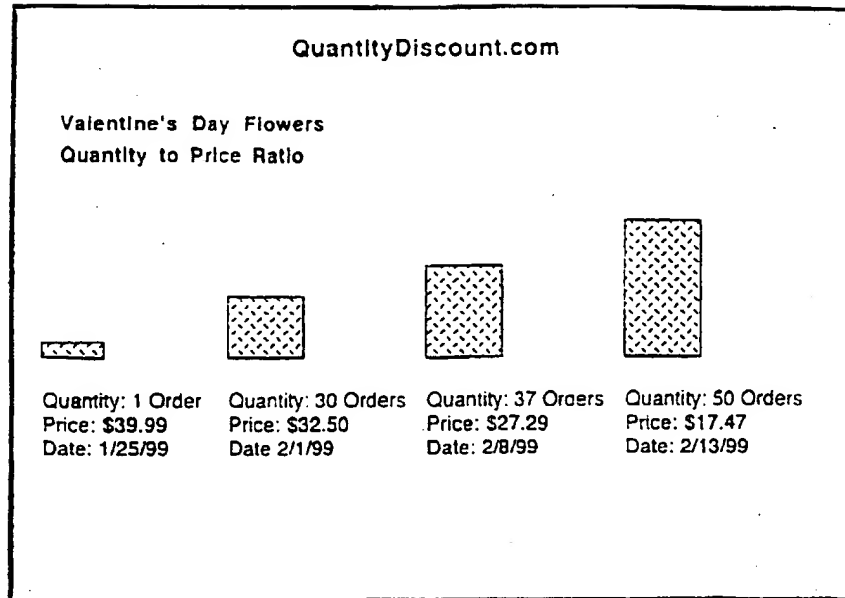 QuantityDiscount.com
Valentine's Day Flowers
Quantity to Price Ratio
Quantity: 1 Order
Price: $39.99
Date: 1/25/99
Quantity: 30 Orders
Price: $32.50
Date 2/1/99
Quantity: 37 Orders
Price: $27.29
Date: 2/8/99
Quantity: 50 Orders
Price: $17.47
Date: 2/13/99